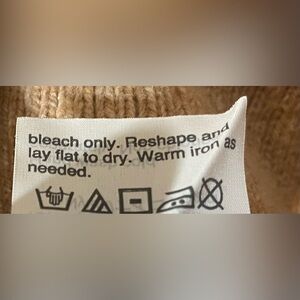 bleach only. Reshape and
lay flat to dry. Warm iron as
needed.